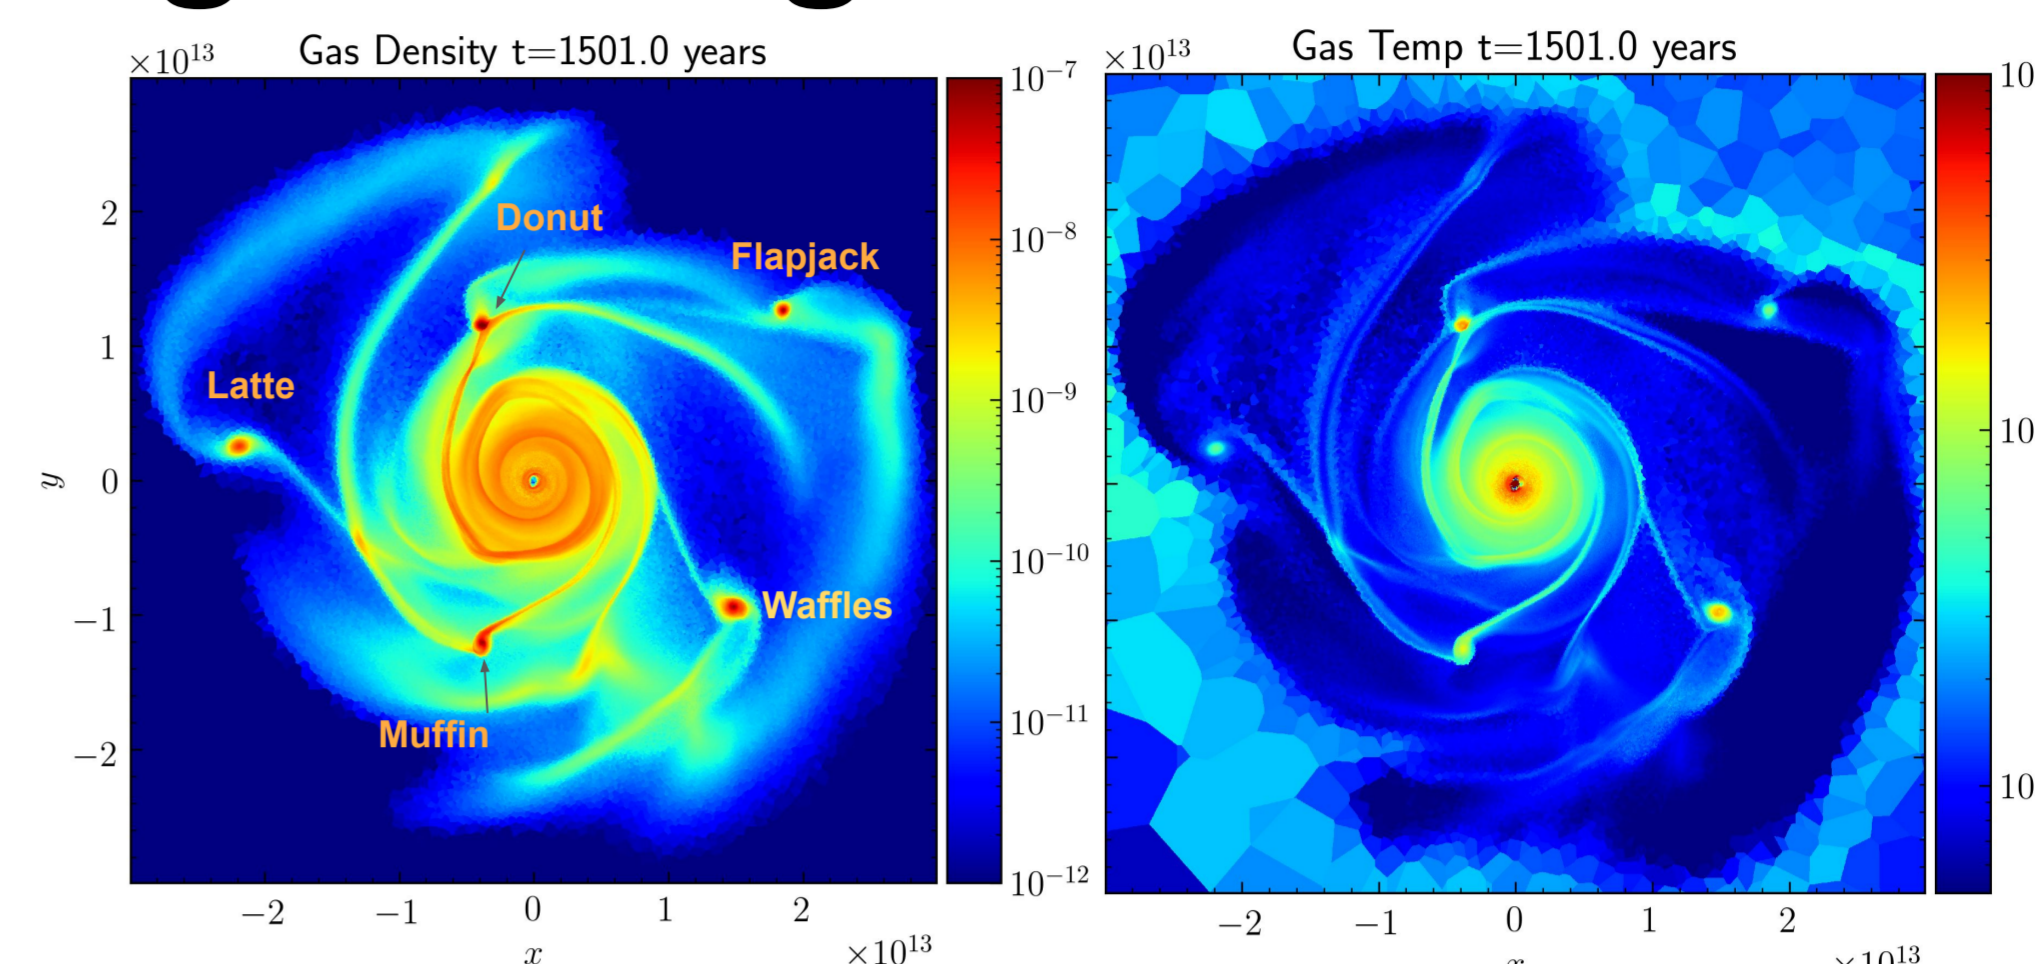 Gas Density t=1501.0 years
×10¹³
10⁻⁷
10⁻⁸
10⁻⁹
10⁻¹⁰
10⁻¹¹
10⁻¹²
Donut
Flapjack
Latte
Waffles
Muffin
y
2
1
0
−1
−2
−2 −1 0 1 2
x
×10¹³
Gas Temp t=1501.0 years
×10¹³
10
10
10
−2 −1 0 1 2
×10¹³